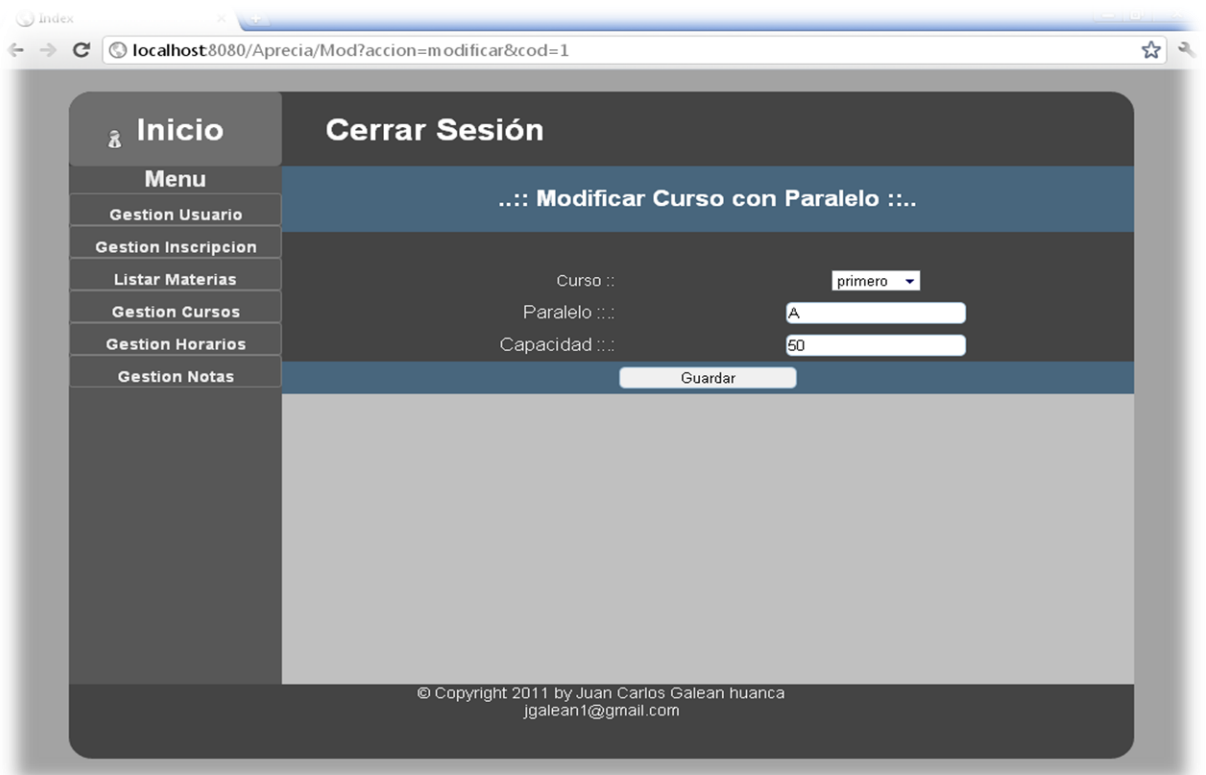 Index
localhost:8080/Aprecia/Mod?accion=modificar&cod=1
Inicio
Cerrar Sesión
Menu
Gestion Usuario
Gestion Inscripcion
Listar Materias
Gestion Cursos
Gestion Horarios
Gestion Notas
..:: Modificar Curso con Paralelo ::..
Curso ::
primero
Paralelo ::.:
A
Capacidad ::.:
50
Guardar
© Copyright 2011 by Juan Carlos Galean huanca
jgalean1@gmail.com